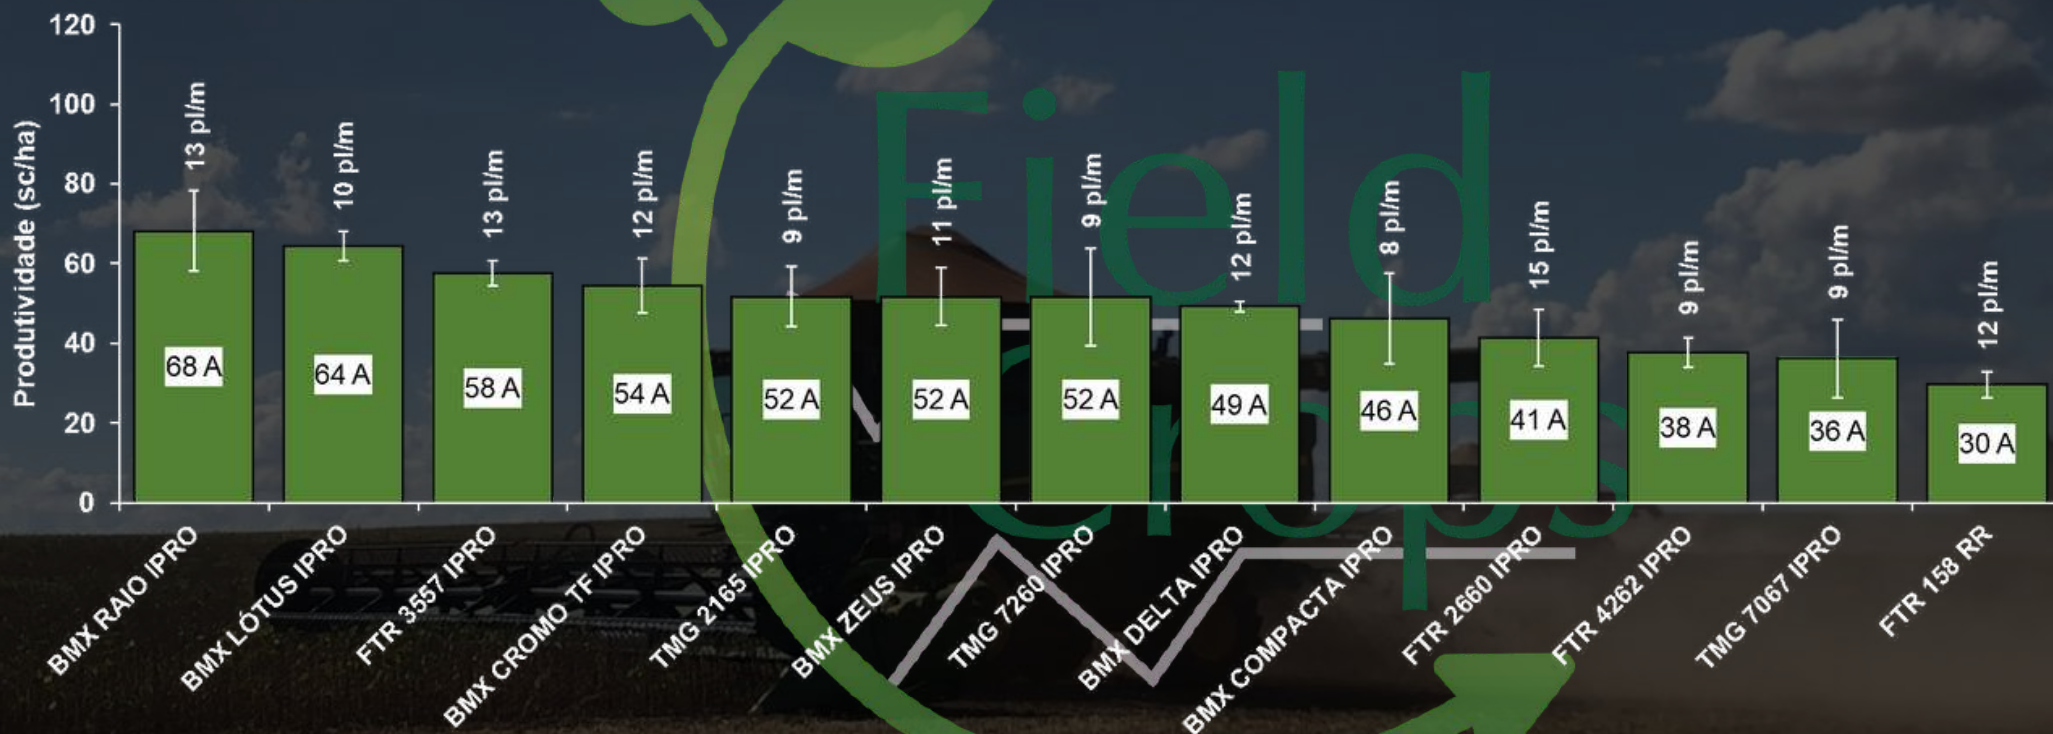 Produtividade (sc/ha)
120
100
80
60
40
20
0
13 pl/m
10 pl/m
13 pl/m
12 pl/m
9 pl/m
11 pl/m
9 pl/m
12 pl/m
8 pl/m
15 pl/m
9 pl/m
9 pl/m
12 pl/m
68 A
64 A
58 A
54 A
52 A
52 A
52 A
49 A
46 A
41 A
38 A
36 A
30 A
BMX RAIO IPRO
BMX LÓTUS IPRO
FTR 3557 IPRO
BMX CROMO TF IPRO
TMG 2165 IPRO
BMX ZEUS IPRO
TMG 7260 IPRO
BMX DELTA IPRO
BMX COMPACTA IPRO
FTR 2660 IPRO
FTR 4262 IPRO
TMG 7067 IPRO
FTR 158 RR
Field
Crops